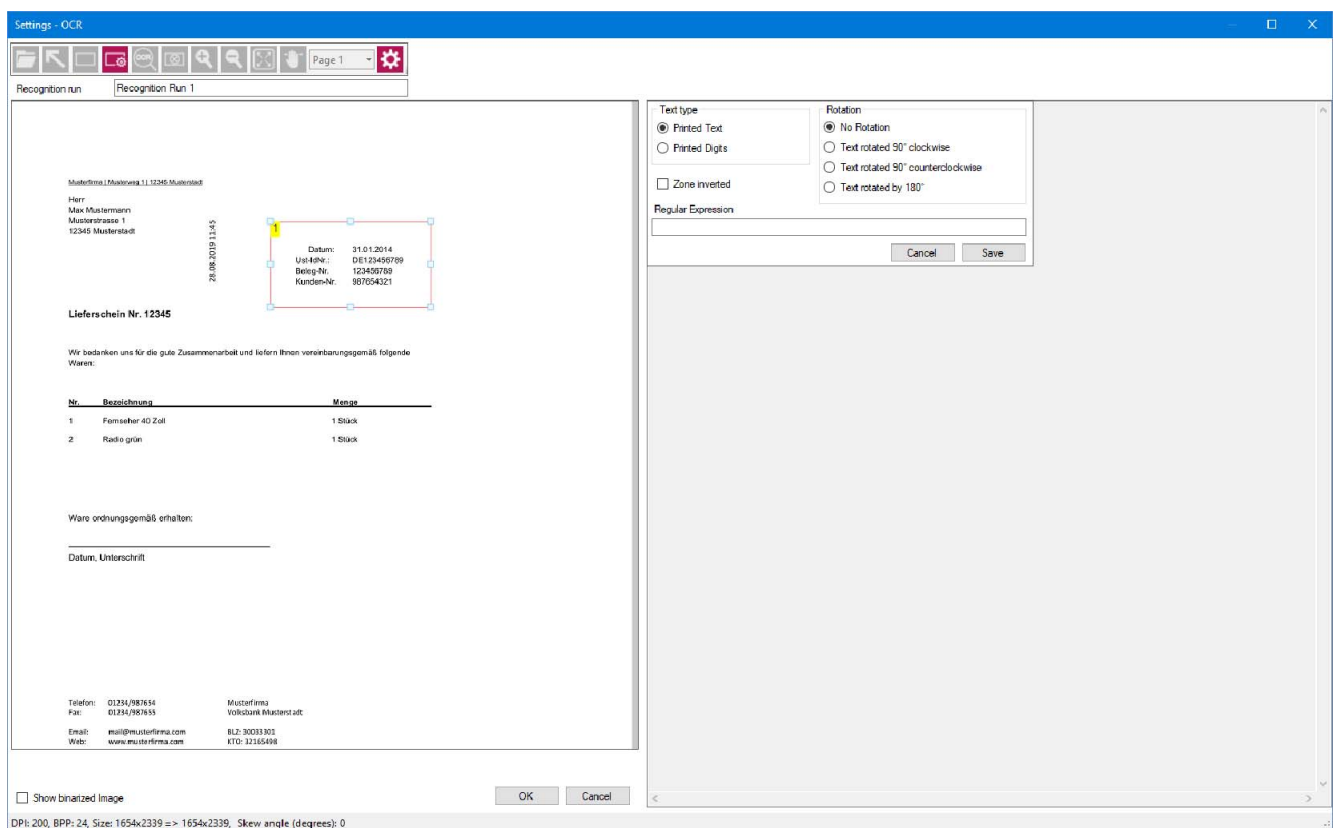 Settings - OCR
OCR
Page 1
Recognition run
Recognition Run 1
Musterfirma | Musterweg 1 | 12345 Musterstadt
Herr
Max Mustermann
Musterstrasse 1
12345 Musterstadt
28.08.2019 11:45
1
Datum: 31.01.2014
Ust-IdNr.: DE123456789
Beleg-Nr. 123456789
Kunden-Nr. 987654321
Lieferschein Nr. 12345
Wir bedanken uns für die gute Zusammenarbeit und liefern Ihnen vereinbarungsgemäß folgende
Waren:
Nr. Bezeichnung Menge
1 Fernseher 40 Zoll 1 Stück
2 Radio grün 1 Stück
Ware ordnungsgemäß erhalten:
Datum, Unterschrift
Telefon: 01234/987654 Musterfirma
Fax: 01234/987655 Volksbank Musterstadt
Email: mail@musterfirma.com BLZ: 30033301
Web: www.musterfirma.com KTO: 32165498
Text type
Printed Text
Printed Digits
Zone inverted
Rotation
No Rotation
Text rotated 90° clockwise
Text rotated 90° counterclockwise
Text rotated by 180°
Regular Expression
Cancel Save
Show binarized Image
OK Cancel
DPI: 200, BPP: 24, Size: 1654x2339 => 1654x2339, Skew angle (degrees): 0